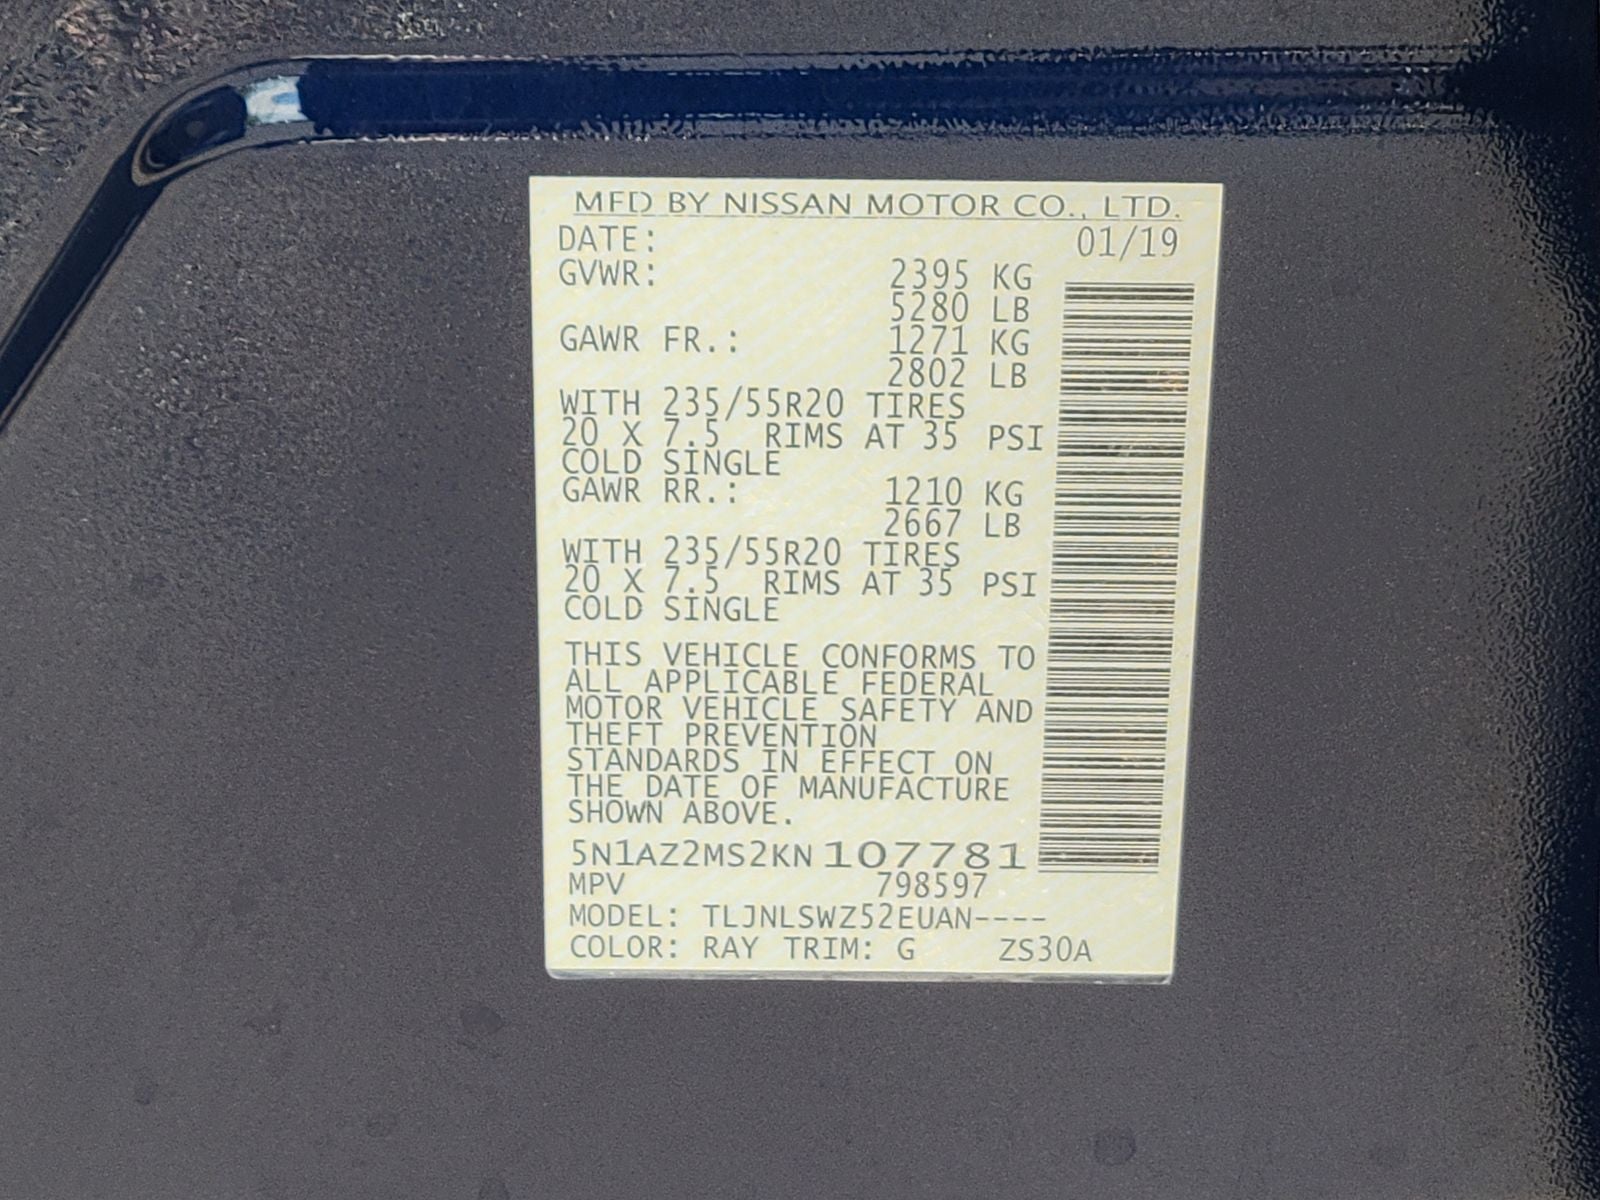 MFD BY NISSAN MOTOR CO., LTD.
DATE: 01/19
GVWR: 2395 KG
5280 LB
GAWR FR.: 1271 KG
2802 LB
WITH 235/55R20 TIRES
20 X 7.5 RIMS AT 35 PSI
COLD SINGLE
GAWR RR.: 1210 KG
2667 LB
WITH 235/55R20 TIRES
20 X 7.5 RIMS AT 35 PSI
COLD SINGLE
THIS VEHICLE CONFORMS TO
ALL APPLICABLE FEDERAL
MOTOR VEHICLE SAFETY AND
THEFT PREVENTION
STANDARDS IN EFFECT ON
THE DATE OF MANUFACTURE
SHOWN ABOVE.
5N1AZ2MS2KN107781
MPV 798597
MODEL: TLJNLSWZ52EUAN----
COLOR: RAY TRIM: G ZS30A